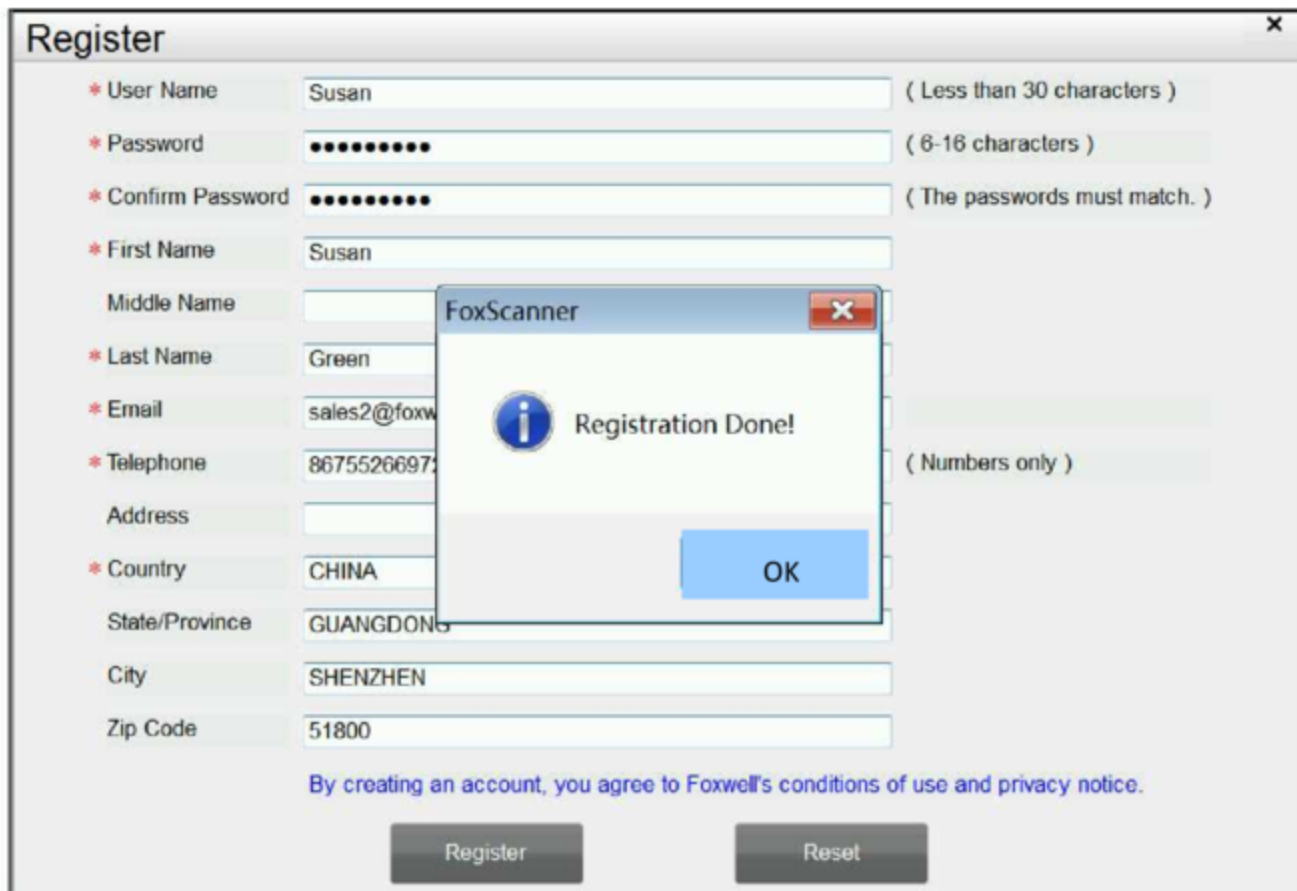 Register
* User Name Susan ( Less than 30 characters )
* Password ●●●●●●●●● ( 6-16 characters )
* Confirm Password ●●●●●●●●● ( The passwords must match. )
* First Name Susan
Middle Name
FoxScanner
* Last Name Green
* Email sales2@foxw
Registration Done!
* Telephone 8675526697 ( Numbers only )
Address
OK
* Country CHINA
State/Province GUANGDONG
City SHENZHEN
Zip Code 51800
By creating an account, you agree to Foxwell's conditions of use and privacy notice.
Register Reset